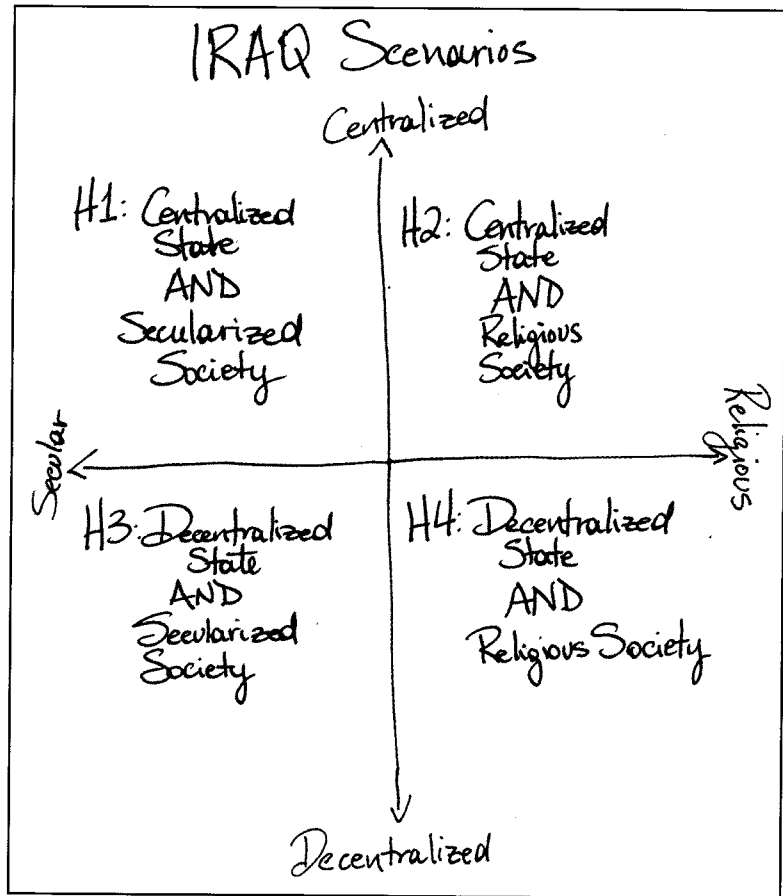 IRAQ Scenarios
Centralized
H1: Centralized
State
AND
Secularized
Society
H2: Centralized
State
AND
Religious
Society
Secular
Religious
H3: Decentralized
State
AND
Secularized
Society
H4: Decentralized
State
AND
Religious Society
Decentralized